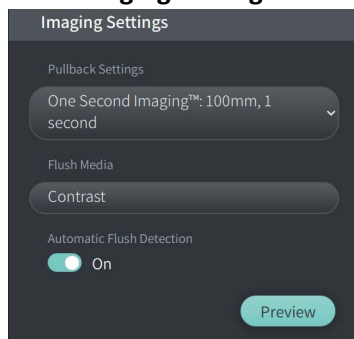 Imaging Settings
Pullback Settings
One Second Imaging™: 100mm, 1
second
Flush Media
Contrast
Automatic Flush Detection
On
Preview